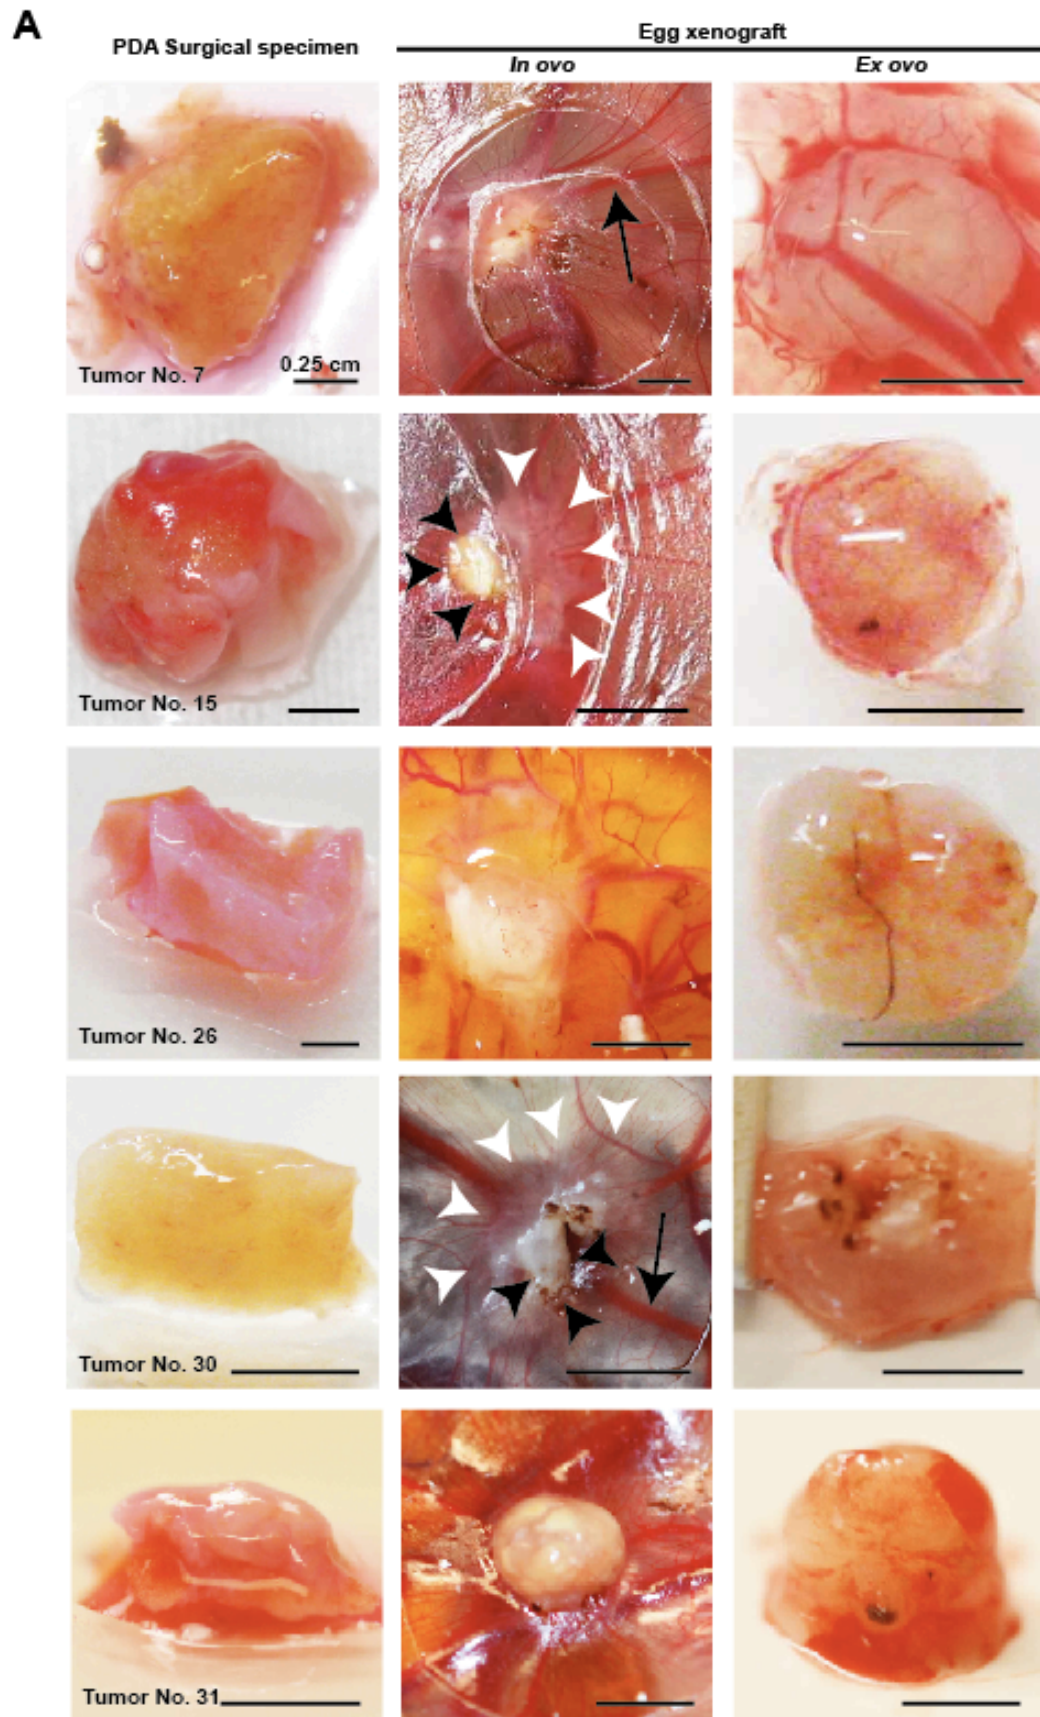 A
PDA Surgical specimen
Egg xenograft
In ovo
Ex ovo
0.25 cm
Tumor No. 7
Tumor No. 15
Tumor No. 26
Tumor No. 30
Tumor No. 31